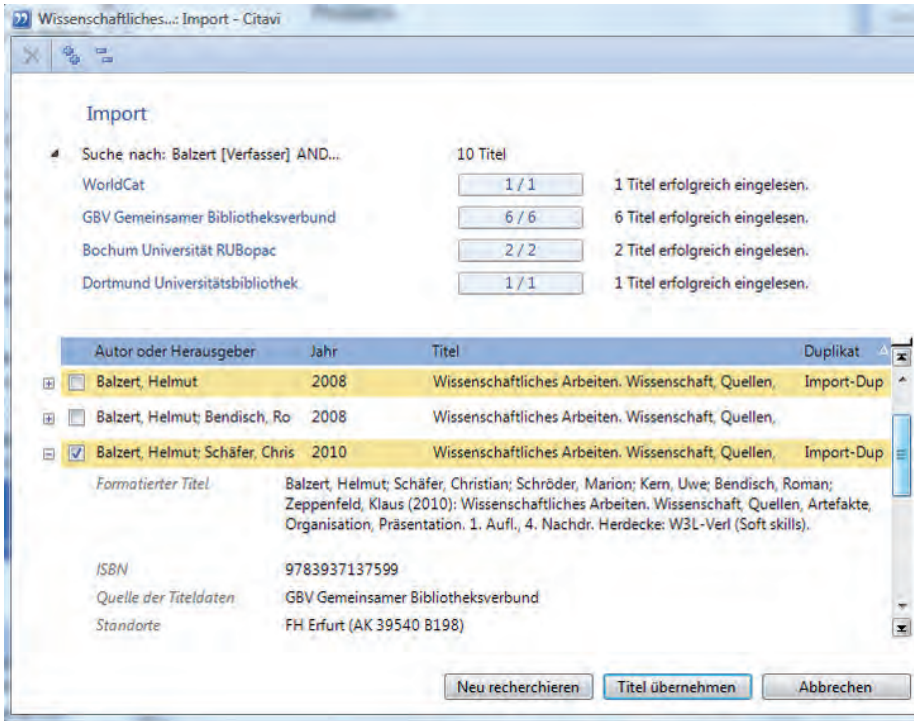 Wissenschaftliches...: Import - Citavi
Import
Suche nach: Balzert [Verfasser] AND... 10 Titel
WorldCat 1 / 1 1 Titel erfolgreich eingelesen.
GBV Gemeinsamer Bibliotheksverbund 6 / 6 6 Titel erfolgreich eingelesen.
Bochum Universität RUBopac 2 / 2 2 Titel erfolgreich eingelesen.
Dortmund Universitätsbibliothek 1 / 1 1 Titel erfolgreich eingelesen.
Autor oder Herausgeber Jahr Titel Duplikat
Balzert, Helmut 2008 Wissenschaftliches Arbeiten. Wissenschaft, Quellen, Import-Dup
Balzert, Helmut; Bendisch, Ro 2008 Wissenschaftliches Arbeiten. Wissenschaft, Quellen,
Balzert, Helmut; Schäfer, Chris 2010 Wissenschaftliches Arbeiten. Wissenschaft, Quellen, Import-Dup
Formatierter Titel Balzert, Helmut; Schäfer, Christian; Schröder, Marion; Kern, Uwe; Bendisch, Roman;
Zeppenfeld, Klaus (2010): Wissenschaftliches Arbeiten. Wissenschaft, Quellen, Artefakte,
Organisation, Präsentation. 1. Aufl., 4. Nachdr. Herdecke: W3L-Verl (Soft skills).
ISBN 9783937137599
Quelle der Titeldaten GBV Gemeinsamer Bibliotheksverbund
Standorte FH Erfurt (AK 39540 B198)
Neu recherchieren Titel übernehmen Abbrechen